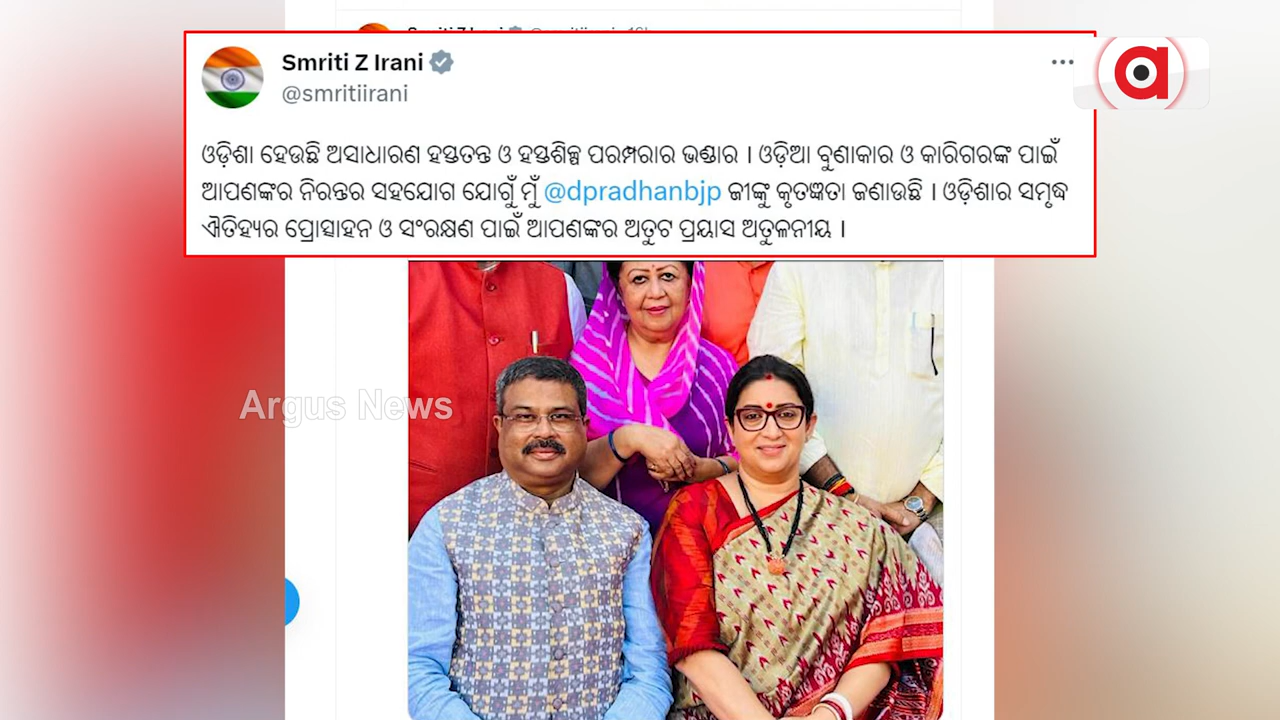 Smriti Z Irani
@smritiirani
ଓଡ଼ିଶା ହେଉଛି ଅସାଧାରଣ ହସ୍ତତନ୍ତ ଓ ହସ୍ତଶିଳ୍ପ ପରମ୍ପରାର ଭଣ୍ଡାର । ଓଡ଼ିଆ ବୁଣାକାର ଓ କାରିଗରଙ୍କ ପାଇଁ
ଆପଣଙ୍କର ନିରନ୍ତର ସହଯୋଗ ଯୋଗୁଁ ମୁଁ @dpradhanbjp ଜୀଙ୍କୁ କୃତଜ୍ଞତା ଜଣାଉଛି । ଓଡ଼ିଶାର ସମୃଦ୍ଧ
ଐତିହ୍ୟର ପ୍ରୋତ୍ସାହନ ଓ ସଂରକ୍ଷଣ ପାଇଁ ଆପଣଙ୍କର ଅତୁଟ ପ୍ରୟାସ ଅତୁଳନୀୟ ।
a
Argus News